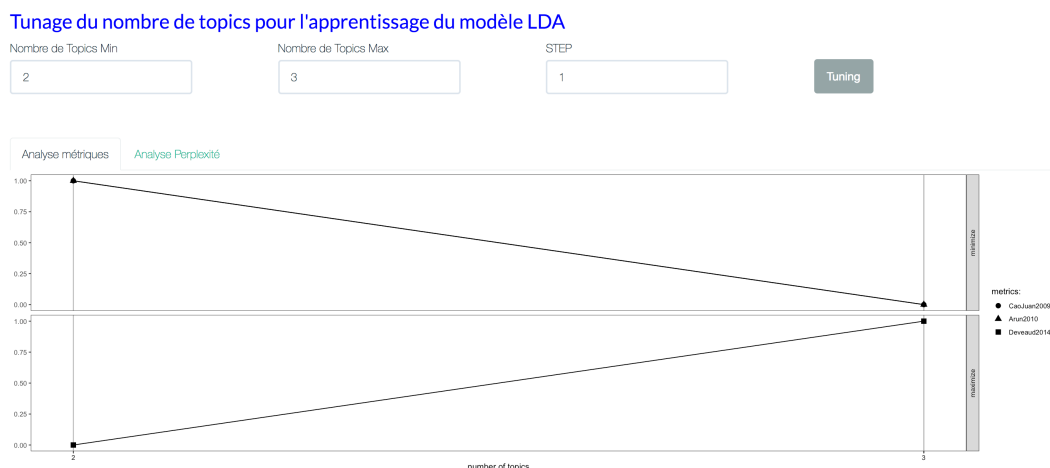 Tunage du nombre de topics pour l'apprentissage du modèle LDA
Nombre de Topics Min Nombre de Topics Max STEP
2 3 1 Tuning
Analyse métriques Analyse Perplexité
1.00
0.75
0.50
0.25
0.00
minimize
1.00
0.75
0.50
0.25
0.00
maximize
2 3
number of topics
metrics:
CaoJuan2009
Arun2010
Deveaud2014